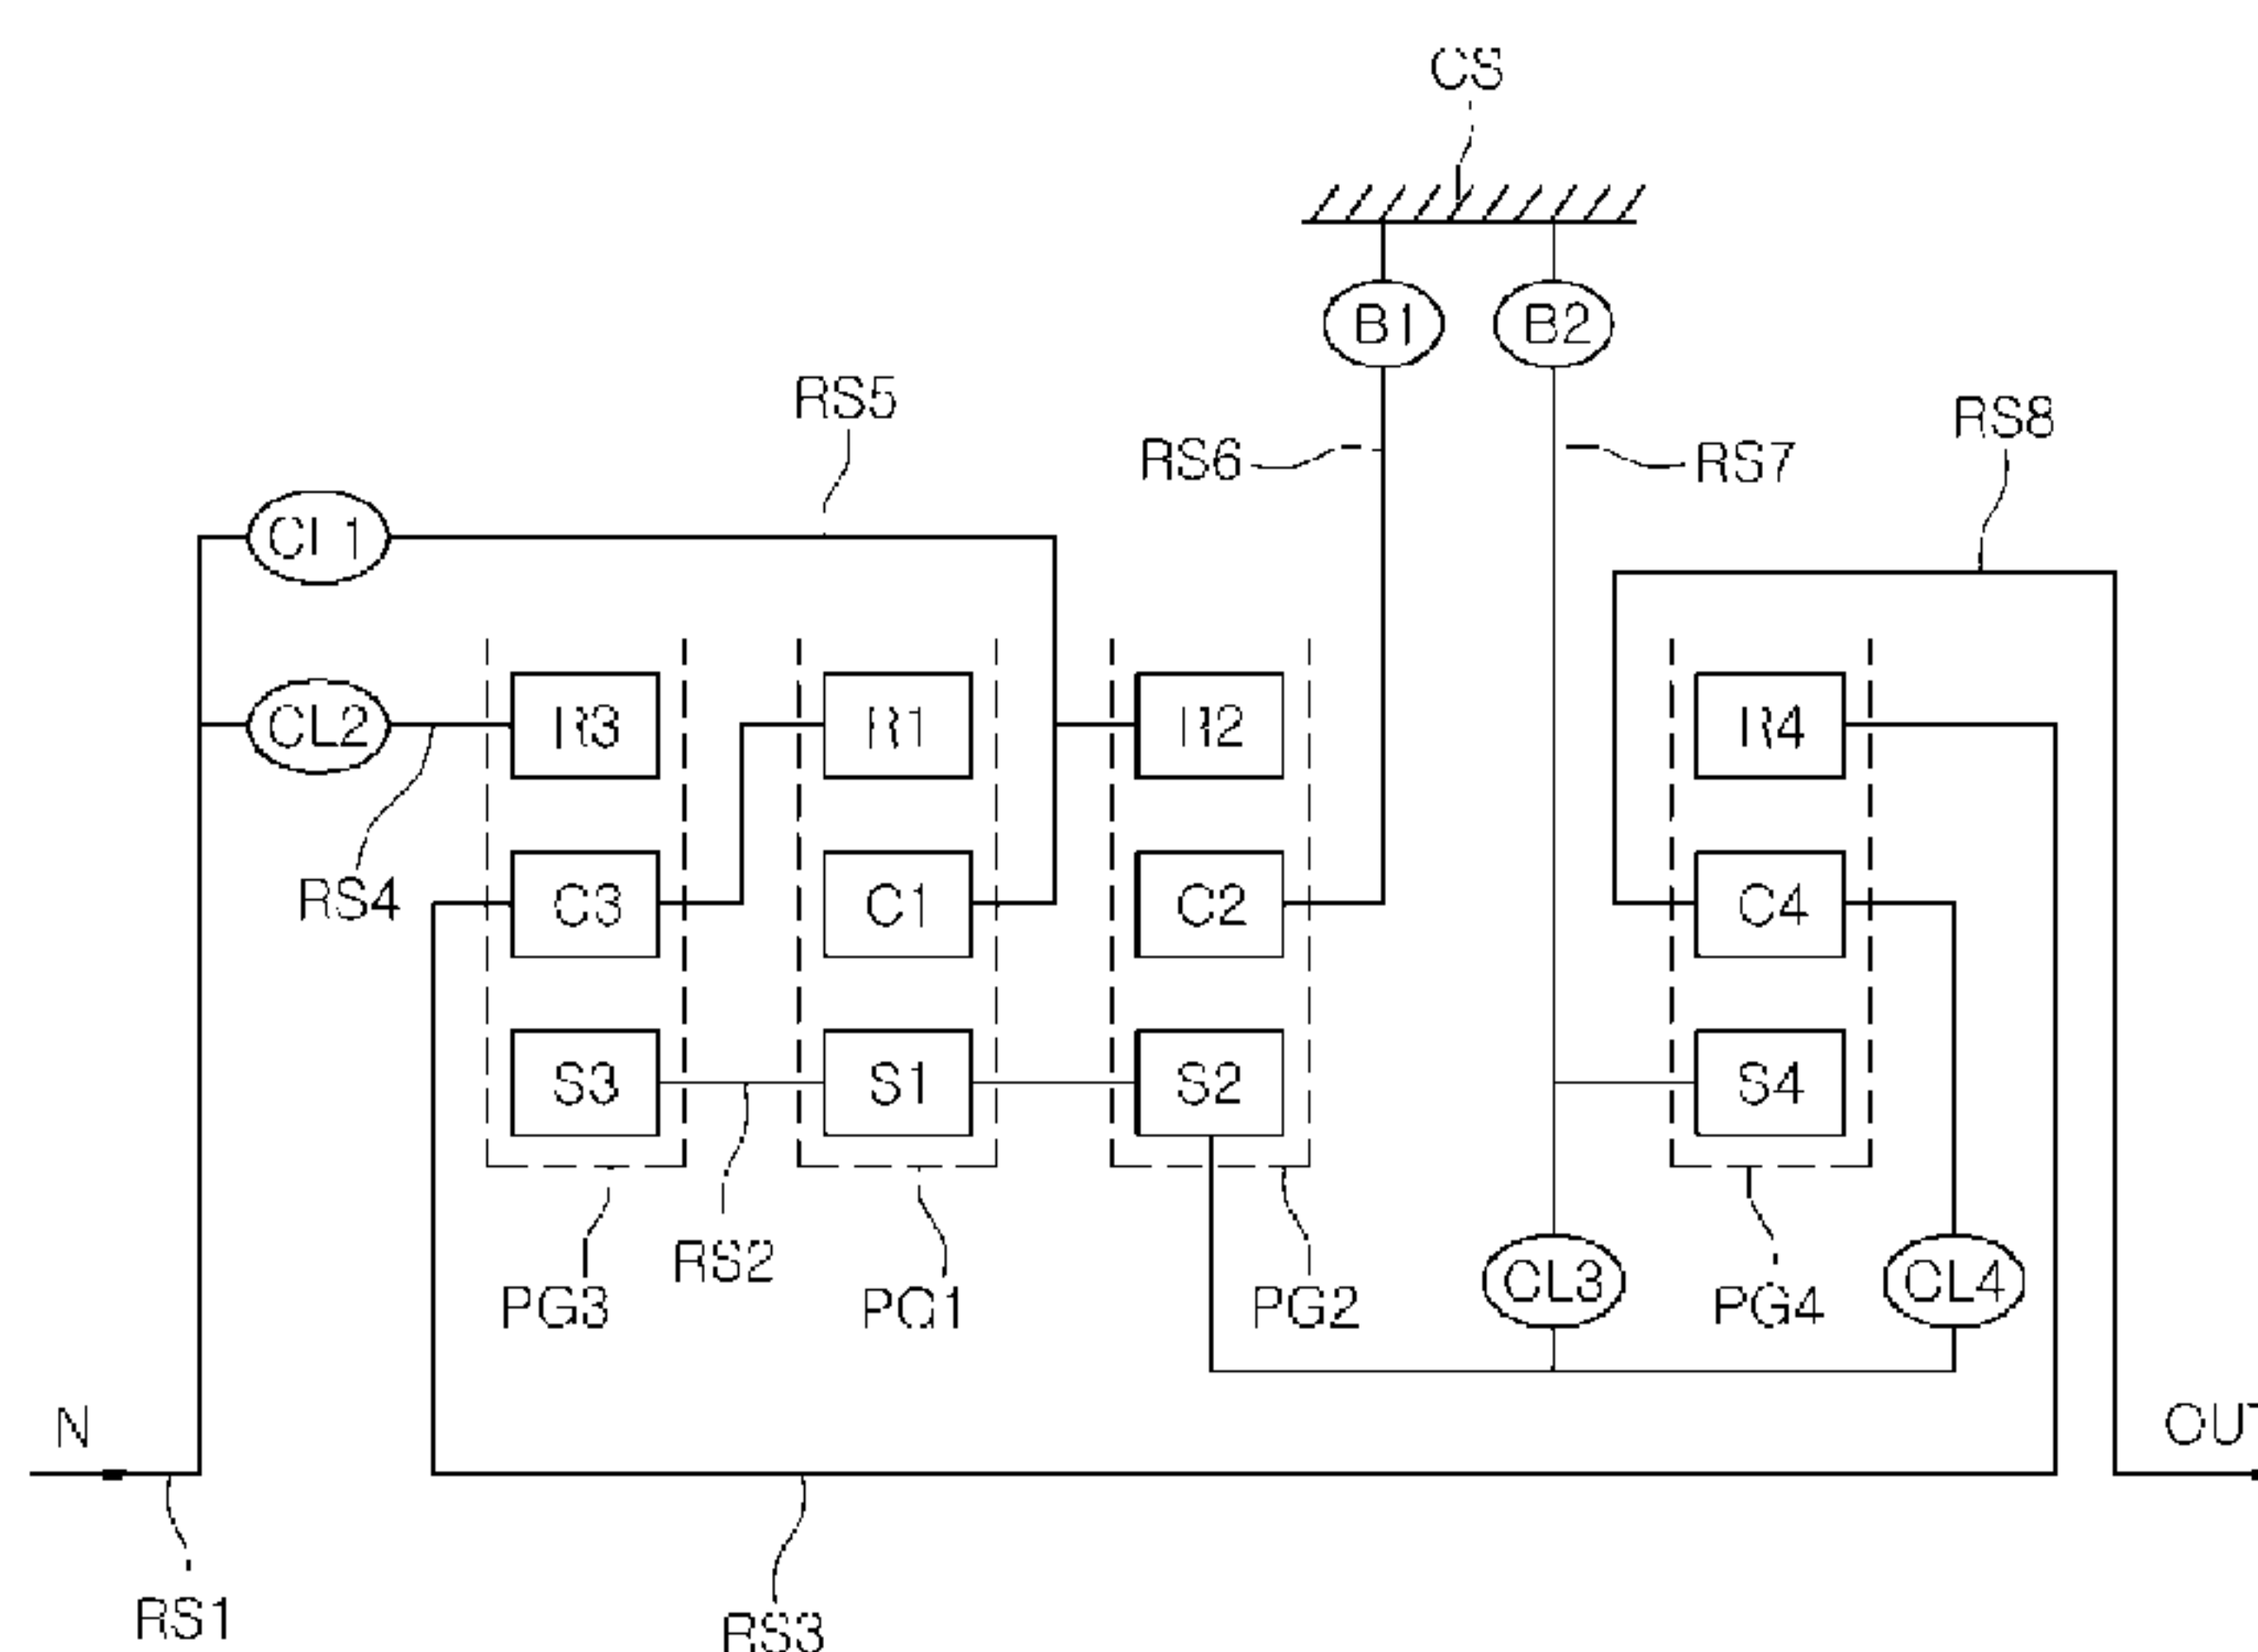 CS
B1 B2
RS5 RS8
RS6 RS7
CL1
CL2 R3 R1 R2 R4
RS4 C3 C1 C2 C4
S3 S1 S2 S4
RS2 CL3 CL4
PG3 PG1 PG2 PG4
N OUT
RS1 RS3